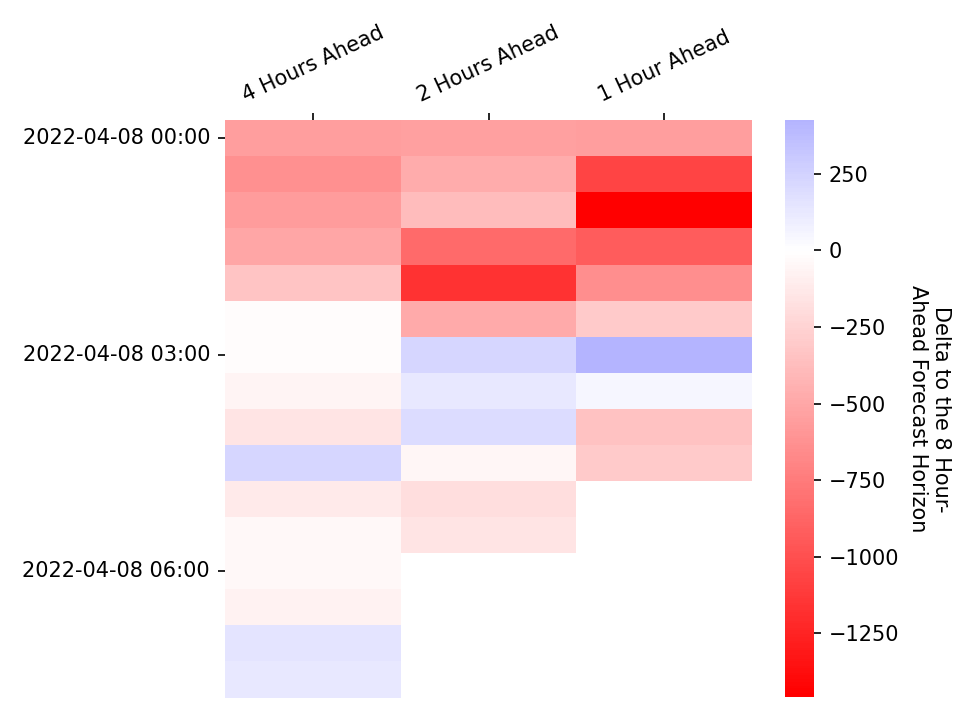 4 Hours Ahead
2 Hours Ahead
1 Hour Ahead
2022-04-08 00:00
2022-04-08 03:00
2022-04-08 06:00
250
0
−250
−500
−750
−1000
−1250
Delta to the 8 Hour-
Ahead Forecast Horizon